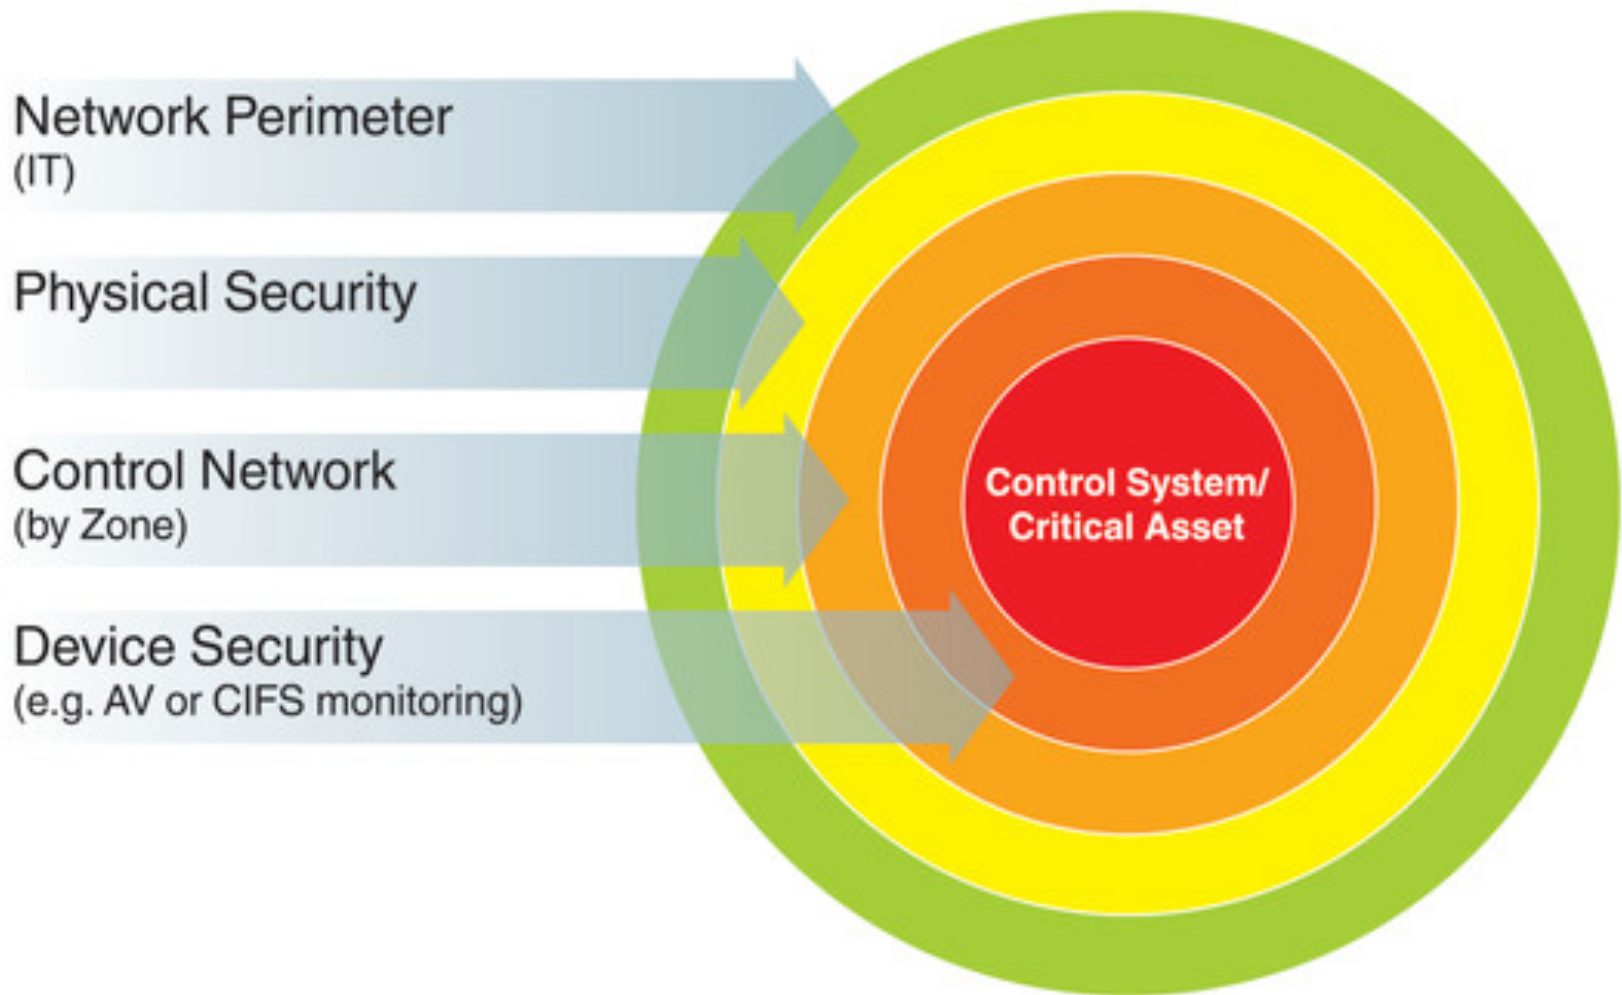 Network Perimeter
(IT)
Physical Security
Control Network
(by Zone)
Device Security
(e.g. AV or CIFS monitoring)
Control System/
Critical Asset